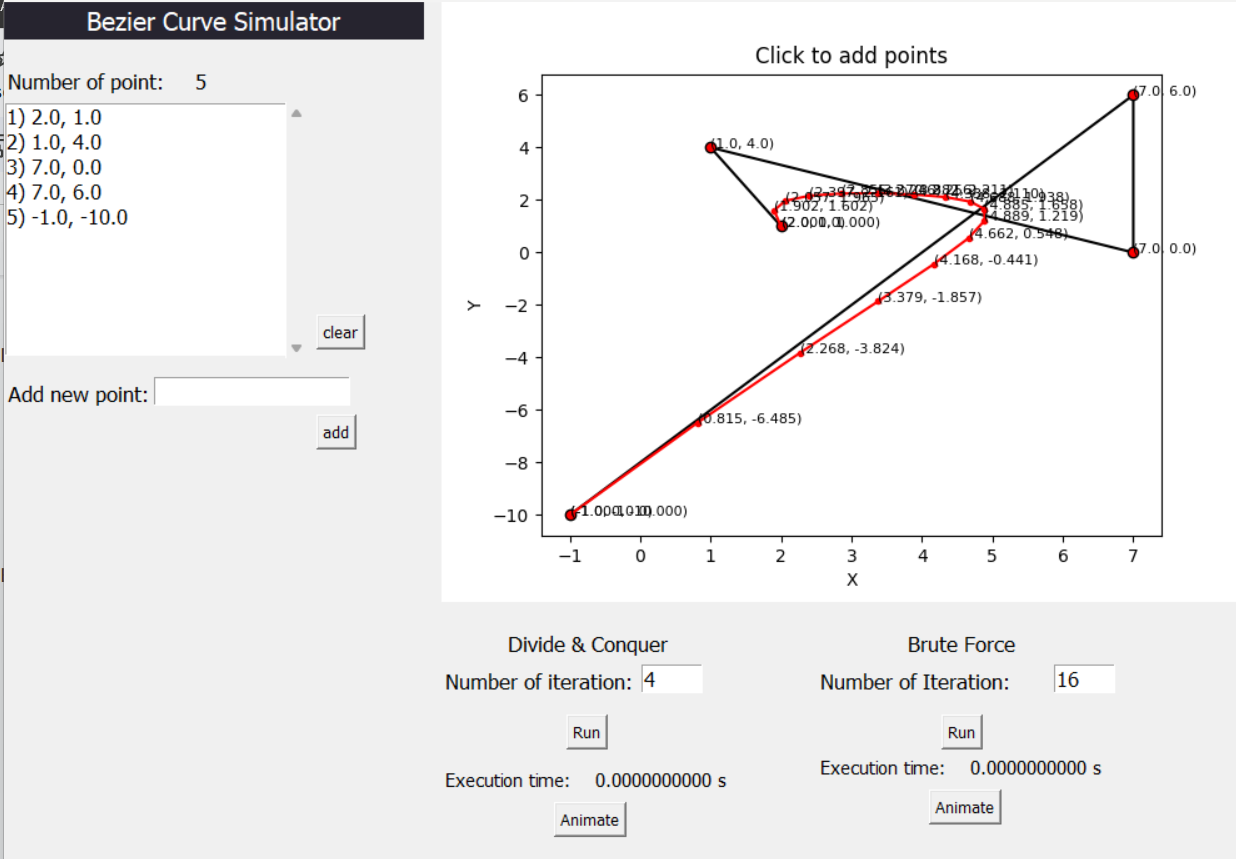 Bezier Curve Simulator
Number of point: 5
1) 2.0, 1.0
2) 1.0, 4.0
3) 7.0, 0.0
4) 7.0, 6.0
5) -1.0, -10.0
clear
Add new point:
add
Click to add points
6
4
2
0
−2
−4
−6
−8
−10
Y
(7.0, 6.0)
(1.0, 4.0)
(1.902, 1.602)
(4.885, 1.658)
(4.889, 1.219)
(4.662, 0.548)
(7.0, 0.0)
(4.168, -0.441)
(3.379, -1.857)
(2.268, -3.824)
(0.815, -6.485)
−1 0 1 2 3 4 5 6 7
X
Divide & Conquer
Number of iteration: 4
Run
Execution time: 0.0000000000 s
Animate
Brute Force
Number of Iteration: 16
Run
Execution time: 0.0000000000 s
Animate